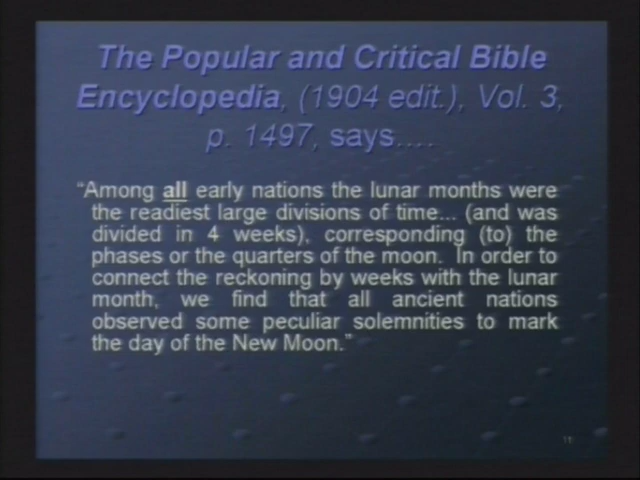 The Popular and Critical Bible
Encyclopedia, (1904 edit.), Vol. 3,
p. 1497, says….
“Among all early nations the lunar months were
the readiest large divisions of time... (and was
divided in 4 weeks), corresponding (to) the
phases or the quarters of the moon. In order to
connect the reckoning by weeks with the lunar
month, we find that all ancient nations
observed some peculiar solemnities to mark
the day of the New Moon.”